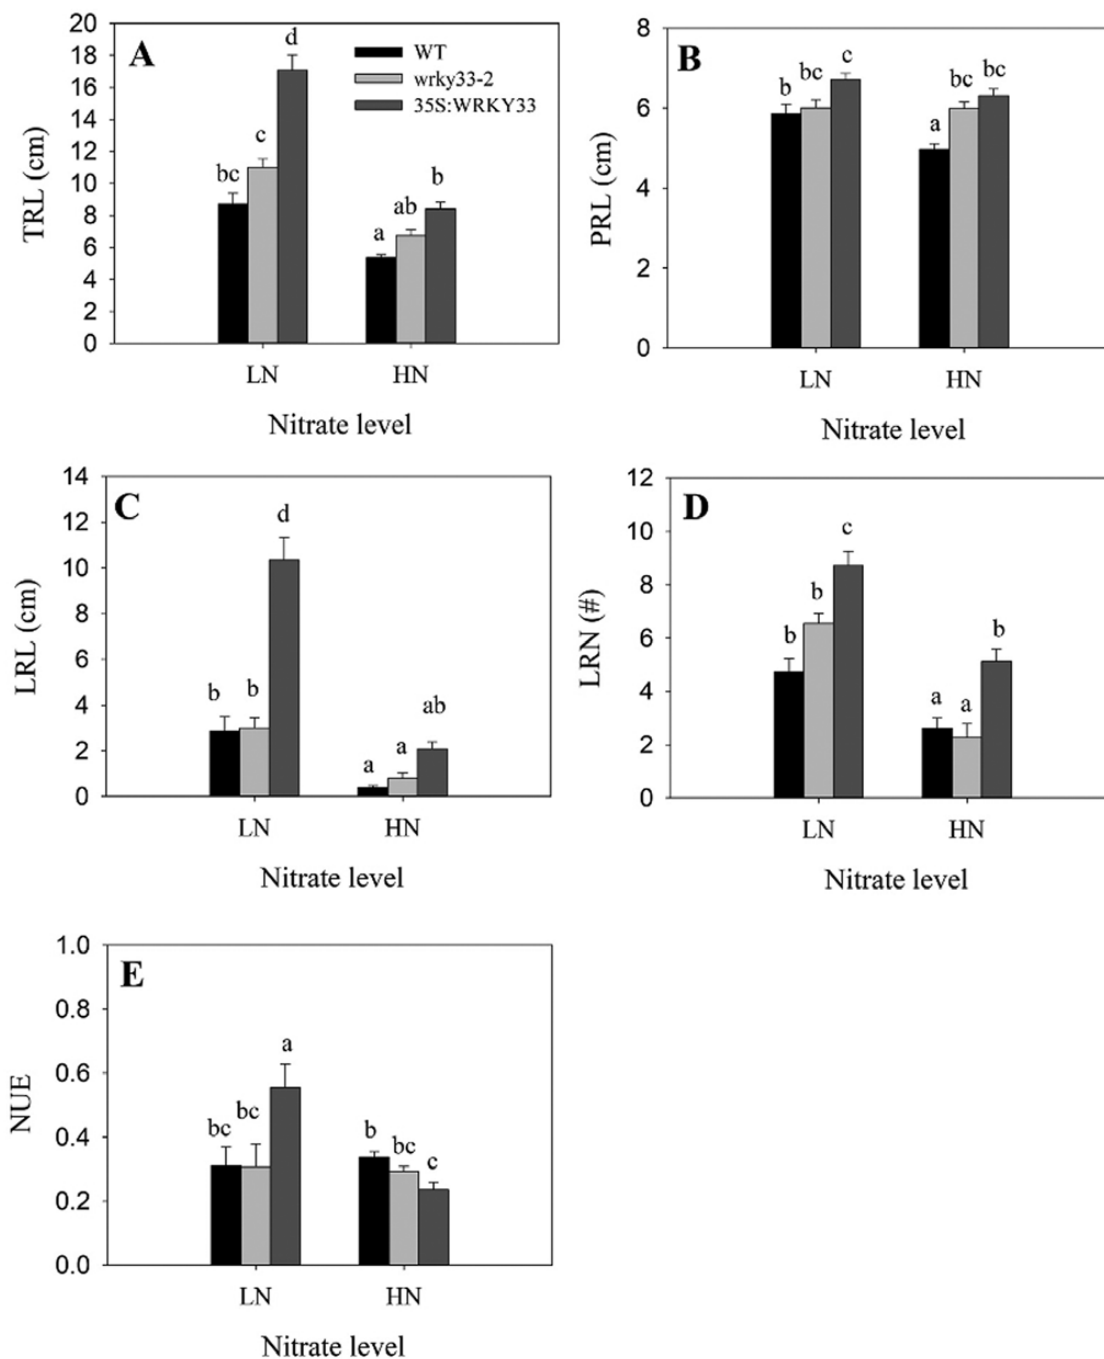 A
WT
wrky33-2
35S:WRKY33
TRL (cm)
20
18
16
14
12
10
8
6
4
2
0
bc
c
d
a
ab
b
LN
HN
Nitrate level
B
PRL (cm)
8
6
4
2
0
b
bc
c
a
bc
bc
LN
HN
Nitrate level
C
LRL (cm)
14
12
10
8
6
4
2
0
b
b
d
a
a
ab
LN
HN
Nitrate level
D
LRN (#)
12
10
8
6
4
2
0
b
b
c
a
a
b
LN
HN
Nitrate level
E
NUE
1.0
0.8
0.6
0.4
0.2
0.0
bc
bc
a
b
bc
c
LN
HN
Nitrate level